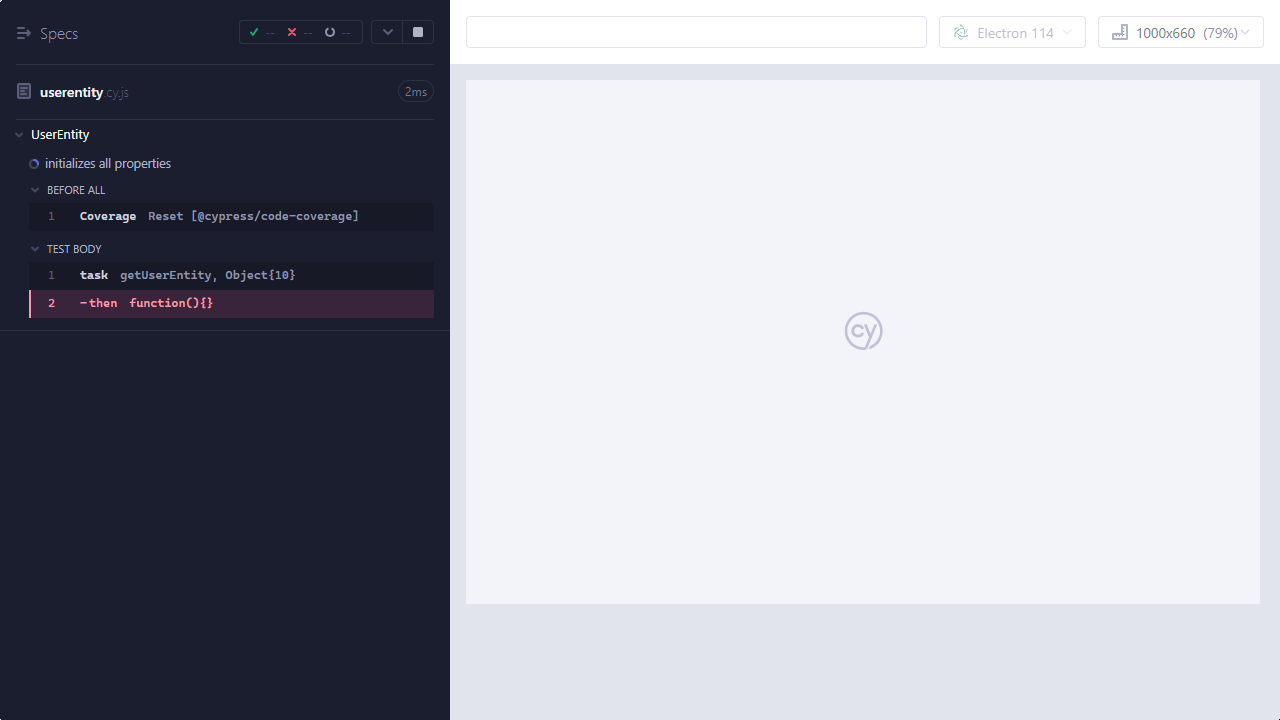 Specs
--
--
--
Electron 114
1000x660 (79%)
userentity.cy.js
2ms
UserEntity
initializes all properties
BEFORE ALL
1 Coverage Reset [@cypress/code-coverage]
TEST BODY
1 task getUserEntity, Object{10}
2 -then function(){}
cy